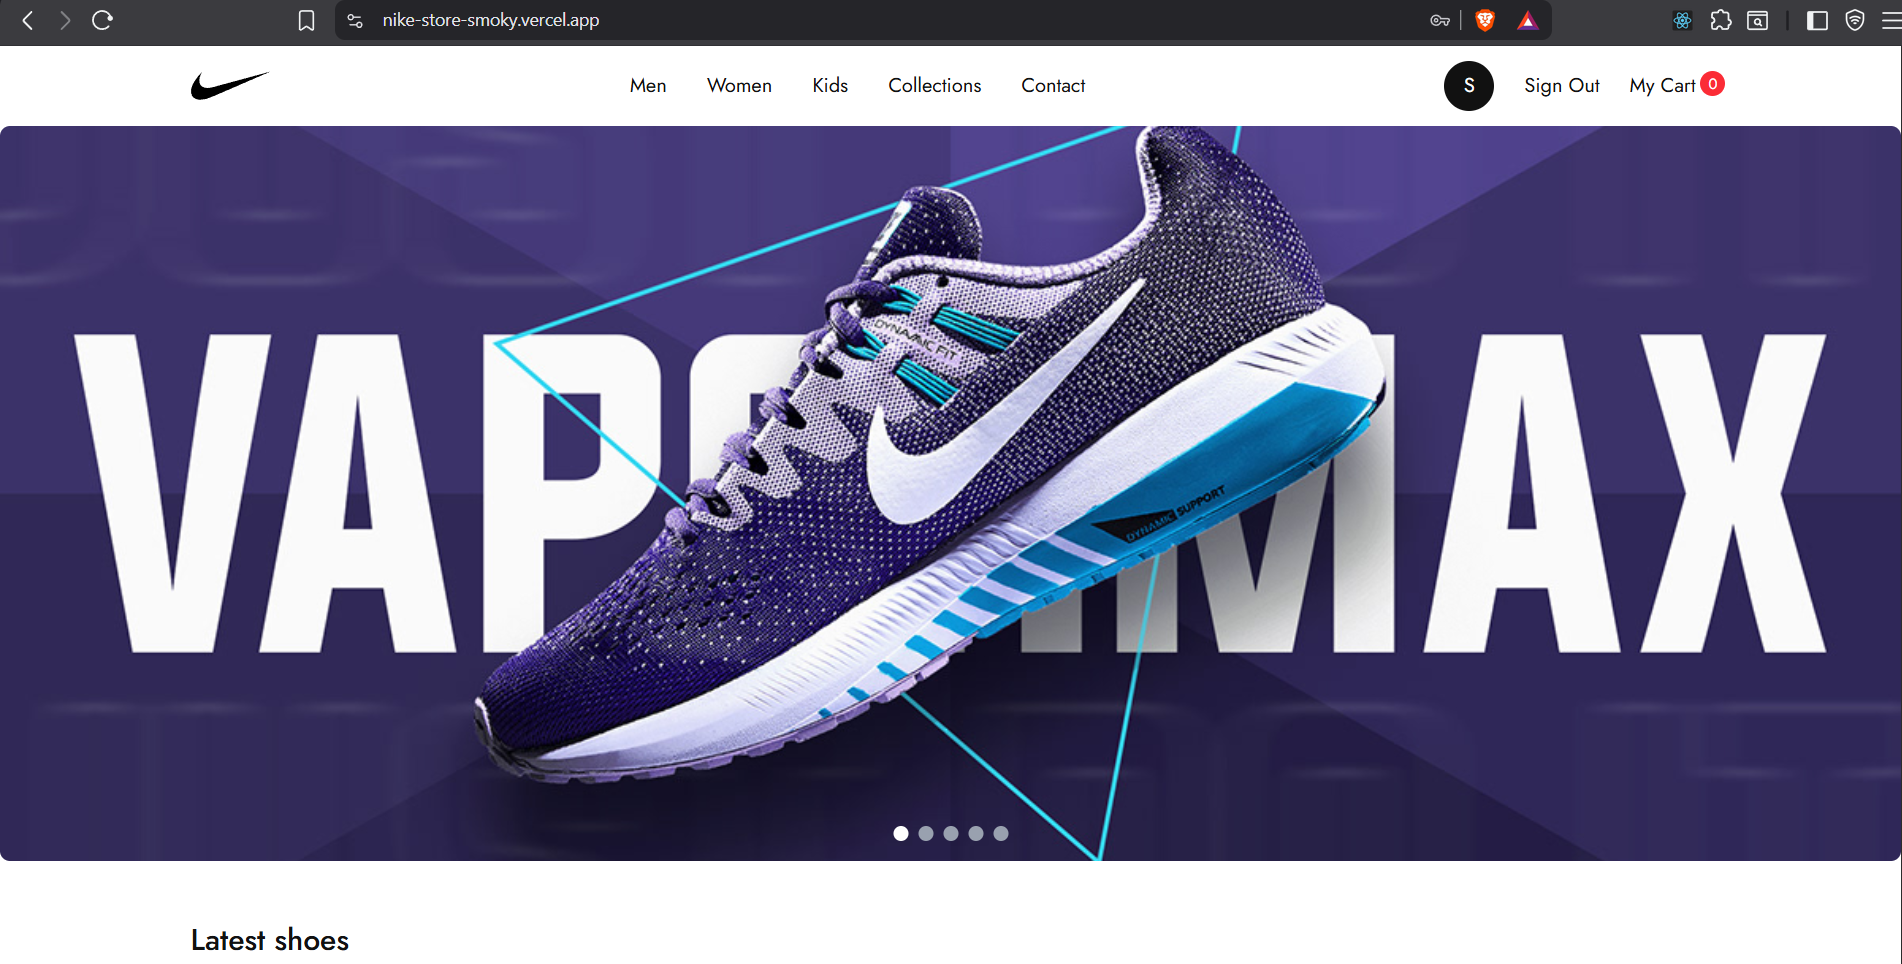 nike-store-smoky.vercel.app
Men Women Kids Collections Contact S Sign Out My Cart 0
DYNAMIC FIT
VAP MAX
DYNAMIC SUPPORT
Latest shoes